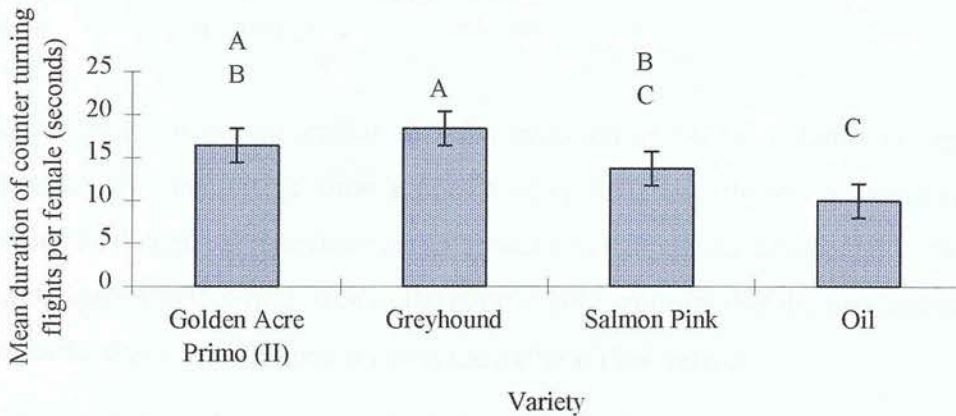 Mean duration of counter turning
flights per female (seconds)
25
20
15
10
5
0
A
B
A
B
C
C
Golden Acre
Primo (II)
Greyhound
Salmon Pink
Oil
Variety